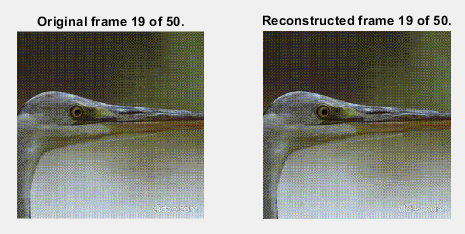 Original frame 19 of 50.
Reconstructed frame 19 of 50.